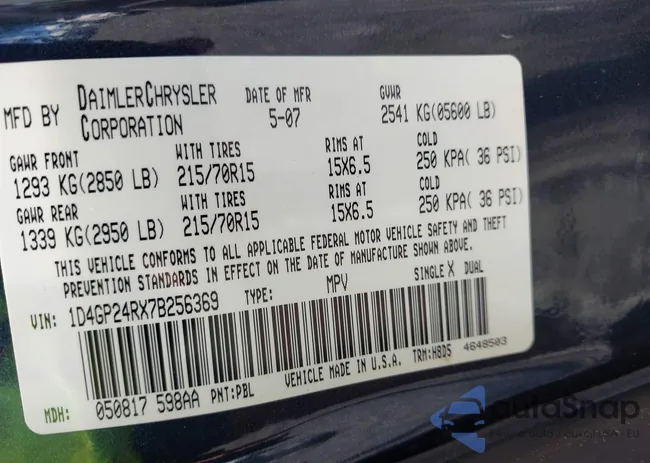 MFD BY DAIMLERCHRYSLER CORPORATION DATE OF MFR 5-07 GVWR 2541 KG(05600 LB)
GAWR FRONT WITH TIRES RIMS AT COLD
1293 KG(2850 LB) 215/70R15 15X6.5 250 KPA( 36 PSI)
GAWR REAR WITH TIRES RIMS AT COLD
1339 KG(2950 LB) 215/70R15 15X6.5 250 KPA( 36 PSI)
THIS VEHICLE CONFORMS TO ALL APPLICABLE FEDERAL MOTOR VEHICLE SAFETY AND THEFT
PREVENTION STANDARDS IN EFFECT ON THE DATE OF MANUFACTURE SHOWN ABOVE.
VIN: 1D4GP24RX7B256369 TYPE: MPV SINGLE X DUAL
VEHICLE MADE IN U.S.A. TRM:H8D5 4648503
MDH: 050817 598AA PNT:PBL
autoSnap